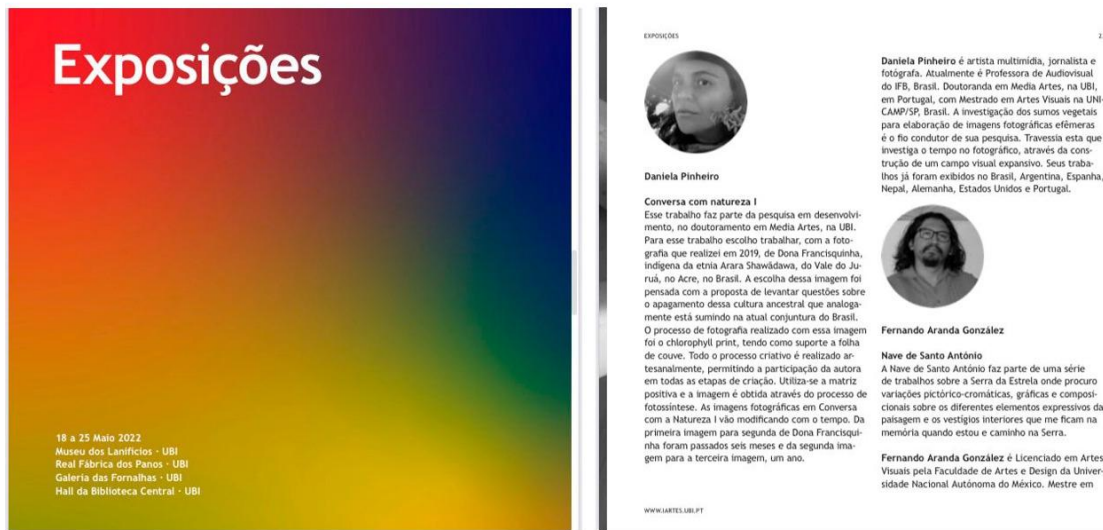 Exposições
18 a 25 Maio 2022
Museu dos Lanifícios · UBI
Real Fábrica dos Panos · UBI
Galeria das Fornalhas · UBI
Hall da Biblioteca Central · UBI
EXPOSIÇÕES
2
Daniela Pinheiro
Conversa com natureza I
Esse trabalho faz parte da pesquisa em desenvolvi-
mento, no doutoramento em Media Artes, na UBI.
Para esse trabalho escolho trabalhar, com a foto-
grafia que realizei em 2019, de Dona Francisquinha,
indígena da etnia Arara Shawãdawa, do Vale do Ju-
ruá, no Acre, no Brasil. A escolha dessa imagem foi
pensada com a proposta de levantar questões sobre
o apagamento dessa cultura ancestral que analoga-
mente está sumindo na atual conjuntura do Brasil.
O processo de fotografia realizado com essa imagem
foi o chlorophyll print, tendo como suporte a folha
de couve. Todo o processo criativo é realizado ar-
tesanalmente, permitindo a participação da autora
em todas as etapas de criação. Utiliza-se a matriz
positiva e a imagem é obtida através do processo de
fotossíntese. As imagens fotográficas em Conversa
com a Natureza I vão modificando com o tempo. Da
primeira imagem para segunda de Dona Francisqui-
nha foram passados seis meses e da segunda ima-
gem para a terceira imagem, um ano.
Daniela Pinheiro é artista multimídia, jornalista e
fotógrafa. Atualmente é Professora de Audiovisual
do IFB, Brasil. Doutoranda em Media Artes, na UBI,
em Portugal, com Mestrado em Artes Visuais na UNI-
CAMP/SP, Brasil. A investigação dos sumos vegetais
para elaboração de imagens fotográficas efêmeras
é o fio condutor de sua pesquisa. Travessia esta que
investiga o tempo no fotográfico, através da cons-
trução de um campo visual expansivo. Seus traba-
lhos já foram exibidos no Brasil, Argentina, Espanha,
Nepal, Alemanha, Estados Unidos e Portugal.
Fernando Aranda González
Nave de Santo António
A Nave de Santo António faz parte de uma série
de trabalhos sobre a Serra da Estrela onde procuro
variações pictórico-cromáticas, gráficas e composi-
cionais sobre os diferentes elementos expressivos da
paisagem e os vestígios interiores que me ficam na
memória quando estou e caminho na Serra.
Fernando Aranda González é Licenciado em Artes
Visuais pela Faculdade de Artes e Design da Univer-
sidade Nacional Autónoma do México. Mestre em
WWW.IARTES.UBI.PT